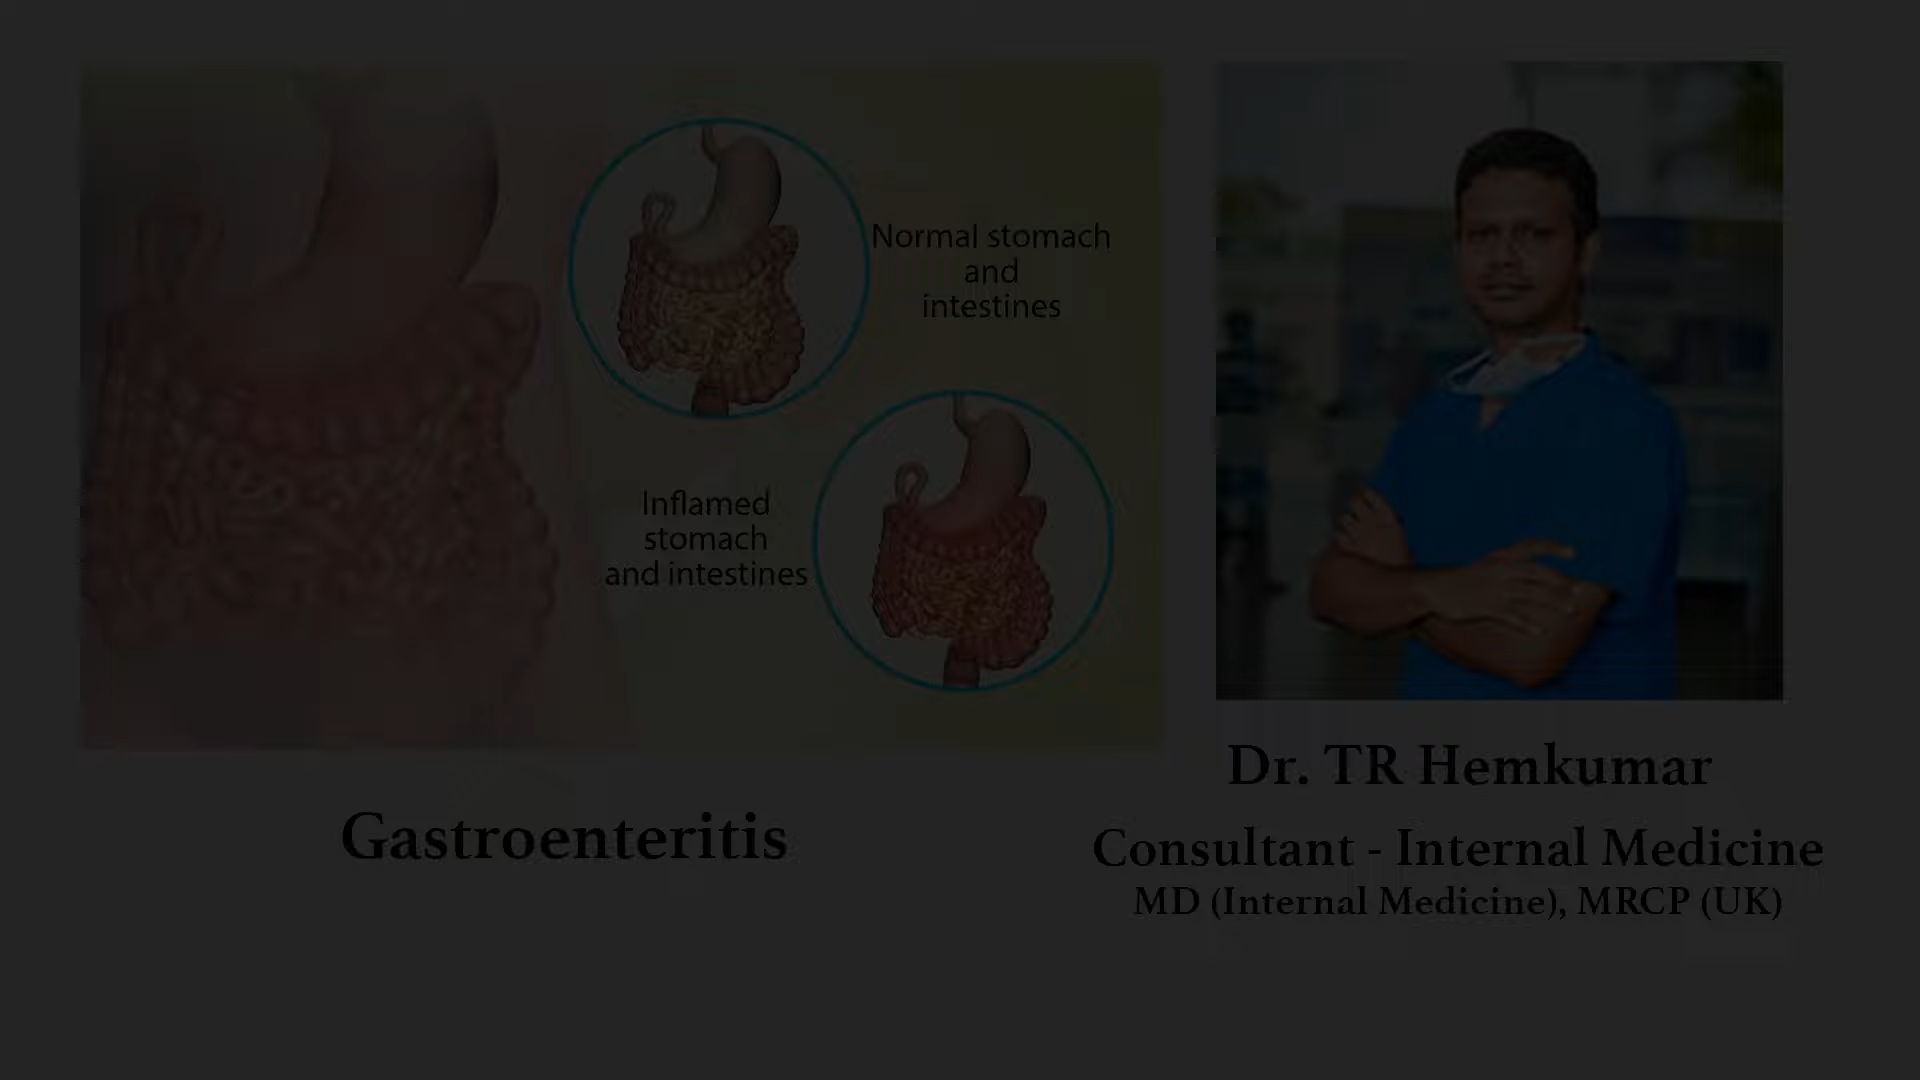 Normal stomach
and
intestines
Inflamed
stomach
and intestines
Gastroenteritis
Dr. TR Hemkumar
Consultant - Internal Medicine
MD (Internal Medicine), MRCP (UK)